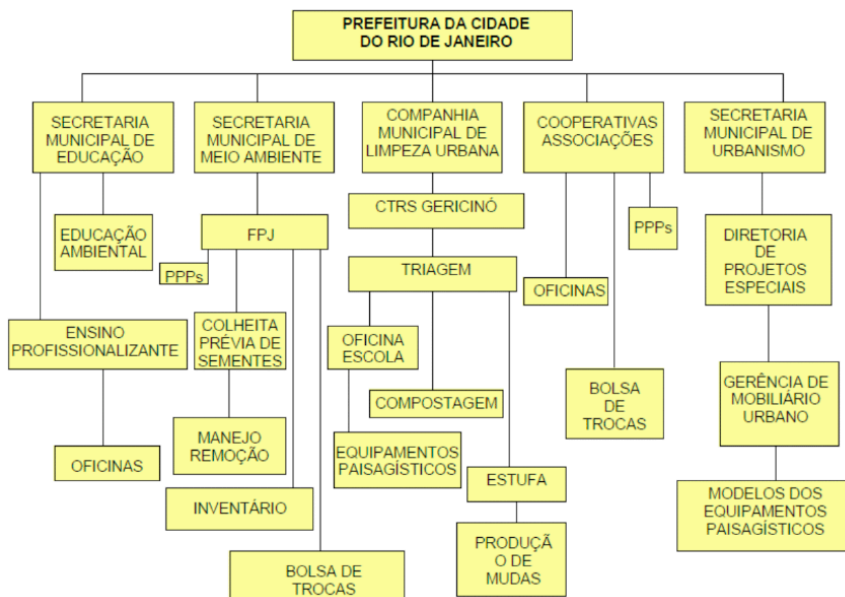 PREFEITURA DA CIDADE
DO RIO DE JANEIRO
SECRETARIA
MUNICIPAL DE
EDUCAÇÃO
SECRETARIA
MUNICIPAL DE
MEIO AMBIENTE
COMPANHIA
MUNICIPAL DE
LIMPEZA URBANA
COOPERATIVAS
ASSOCIAÇÕES
SECRETARIA
MUNICIPAL DE
URBANISMO
EDUCAÇÃO
AMBIENTAL
ENSINO
PROFISSIONALIZANTE
OFICINAS
FPJ
PPPs
COLHEITA
PRÉVIA DE
SEMENTES
MANEJO
REMOÇÃO
INVENTÁRIO
BOLSA DE
TROCAS
CTRS GERICINÓ
TRIAGEM
OFICINA
ESCOLA
COMPOSTAGEM
EQUIPAMENTOS
PAISAGÍSTICOS
ESTUFA
PRODUÇÃ
O DE
MUDAS
PPPs
OFICINAS
BOLSA
DE
TROCAS
DIRETORIA
DE
PROJETOS
ESPECIAIS
GERÊNCIA DE
MOBILIÁRIO
URBANO
MODELOS DOS
EQUIPAMENTOS
PAISAGÍSTICOS